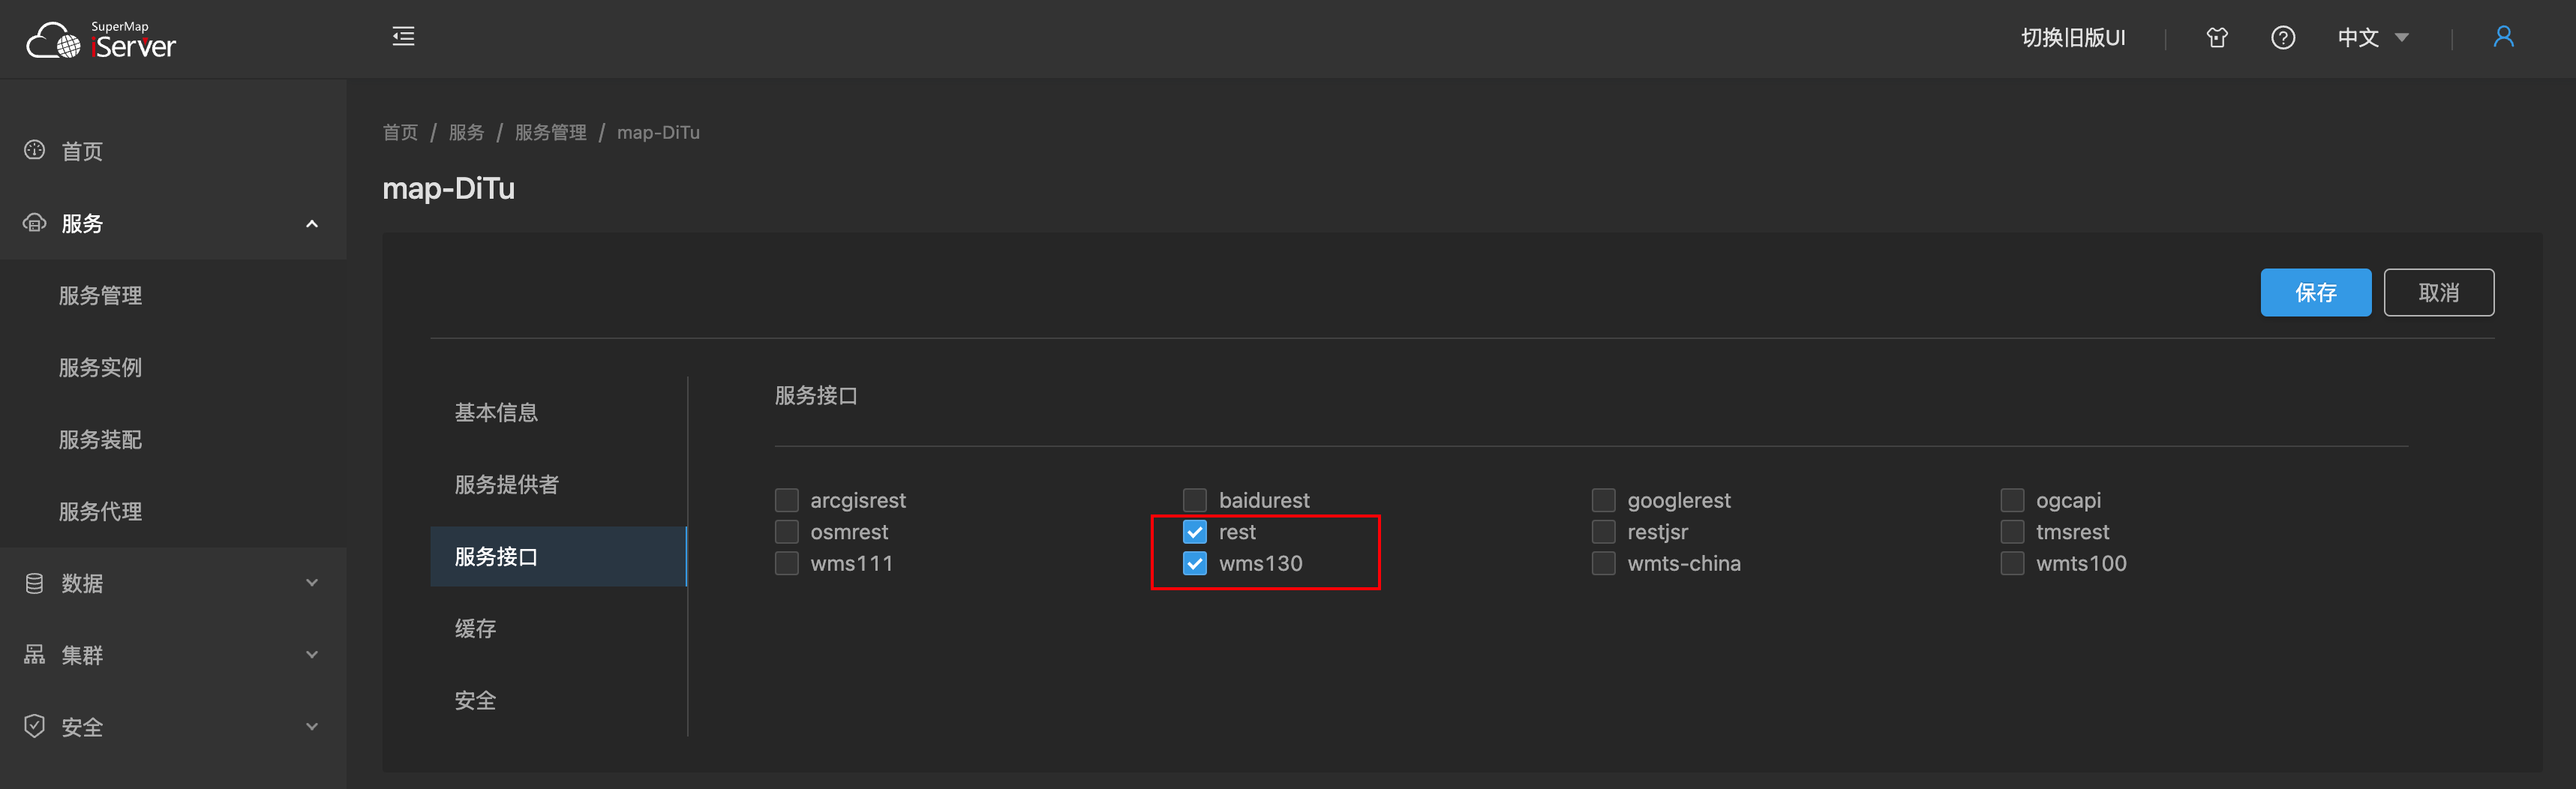 SuperMap
iServer
切换旧版UI
中文
首页
服务
服务管理
服务实例
服务装配
服务代理
数据
集群
安全
首页 / 服务 / 服务管理 / map-DiTu
map-DiTu
保存
取消
基本信息
服务提供者
服务接口
缓存
安全
服务接口
arcgisrest
baidurest
googlerest
ogcapi
osmrest
rest
restjsr
tmsrest
wms111
wms130
wmts-china
wmts100